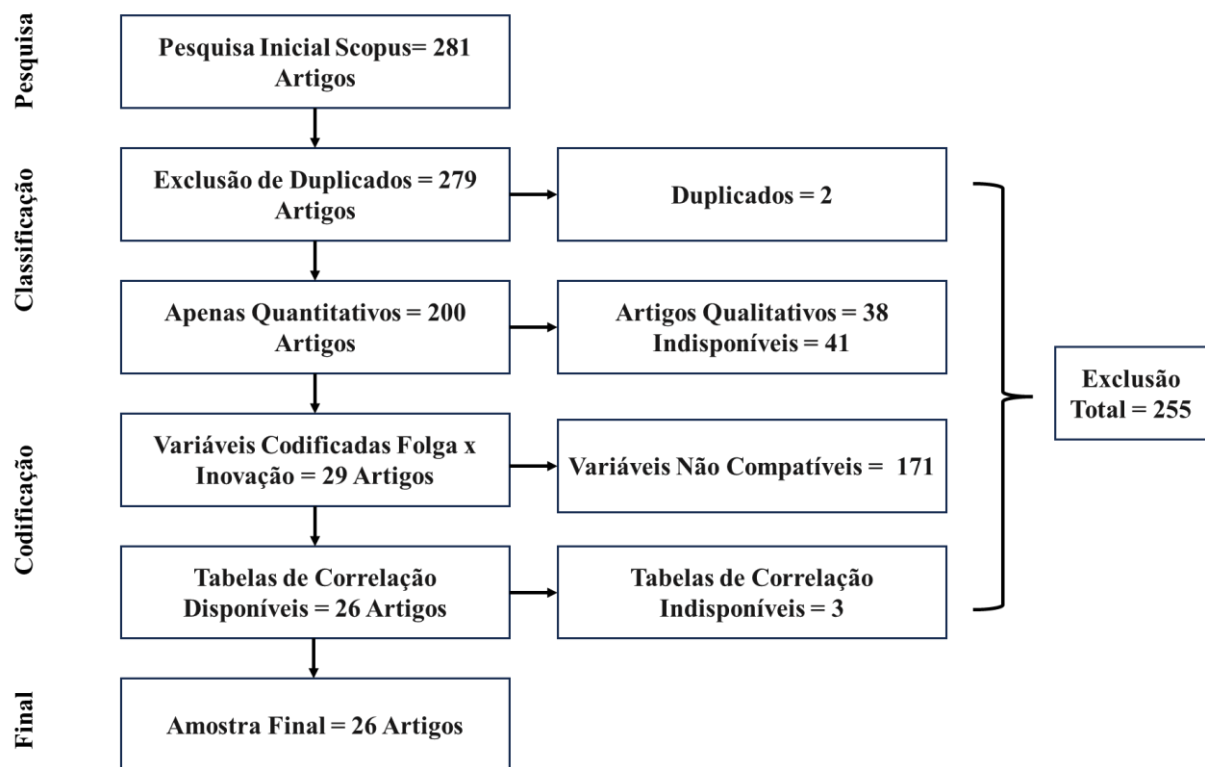 Pesquisa
Pesquisa Inicial Scopus= 281
Artigos
Classificação
Exclusão de Duplicados = 279
Artigos
Duplicados = 2
Apenas Quantitativos = 200
Artigos
Artigos Qualitativos = 38
Indisponíveis = 41
Exclusão
Total = 255
Codificação
Variáveis Codificadas Folga x
Inovação = 29 Artigos
Variáveis Não Compatíveis = 171
Tabelas de Correlação
Disponíveis = 26 Artigos
Tabelas de Correlação
Indisponíveis = 3
Final
Amostra Final = 26 Artigos